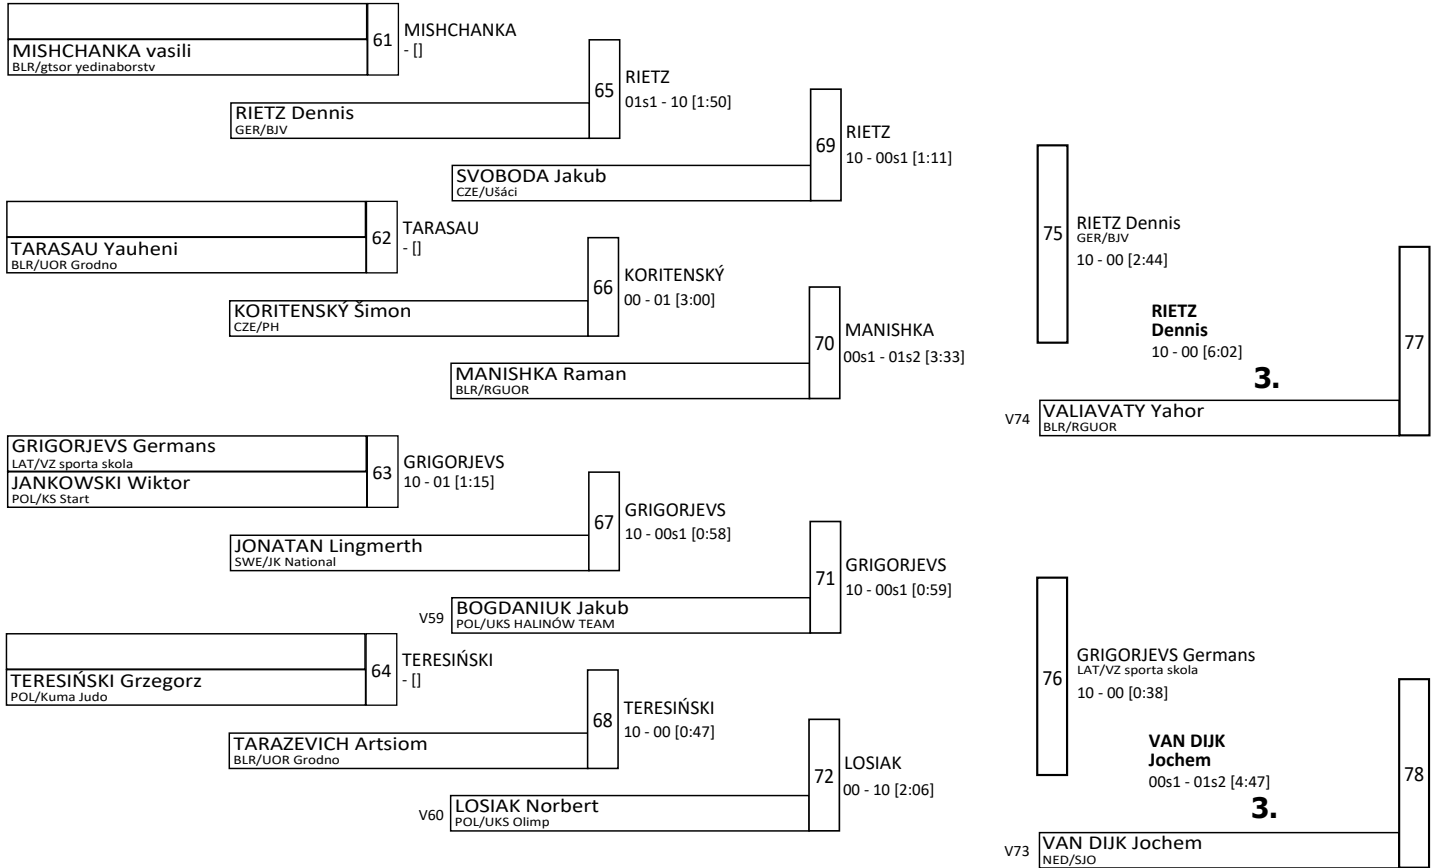 MISHCHANKA vasili
BLR/gtsor yedinaborstv
61
MISHCHANKA
- []
RIETZ Dennis
GER/BJV
65
RIETZ
01s1 - 10 [1:50]
SVOBODA Jakub
CZE/Ušáci
69
RIETZ
10 - 00s1 [1:11]
TARASAU Yauheni
BLR/UOR Grodno
62
TARASAU
- []
KORITENSKÝ Šimon
CZE/PH
66
KORITENSKÝ
00 - 01 [3:00]
MANISHKA Raman
BLR/RGUOR
70
MANISHKA
00s1 - 01s2 [3:33]
GRIGORJEVS Germans
LAT/VZ sporta skola
JANKOWSKI Wiktor
POL/KS Start
63
GRIGORJEVS
10 - 01 [1:15]
JONATAN Lingmerth
SWE/JK National
67
GRIGORJEVS
10 - 00s1 [0:58]
V59
BOGDANIUK Jakub
POL/UKS HALINÓW TEAM
71
GRIGORJEVS
10 - 00s1 [0:59]
TERESIŃSKI Grzegorz
POL/Kuma Judo
64
TERESIŃSKI
- []
TARAZEVICH Artsiom
BLR/UOR Grodno
68
TERESIŃSKI
10 - 00 [0:47]
V60
LOSIAK Norbert
POL/UKS Olimp
72
LOSIAK
00 - 10 [2:06]
75
RIETZ Dennis
GER/BJV
10 - 00 [2:44]
RIETZ
Dennis
10 - 00 [6:02]
3.
77
V74
VALIAVATY Yahor
BLR/RGUOR
76
GRIGORJEVS Germans
LAT/VZ sporta skola
10 - 00 [0:38]
VAN DIJK
Jochem
00s1 - 01s2 [4:47]
3.
78
V73
VAN DIJK Jochem
NED/SJO